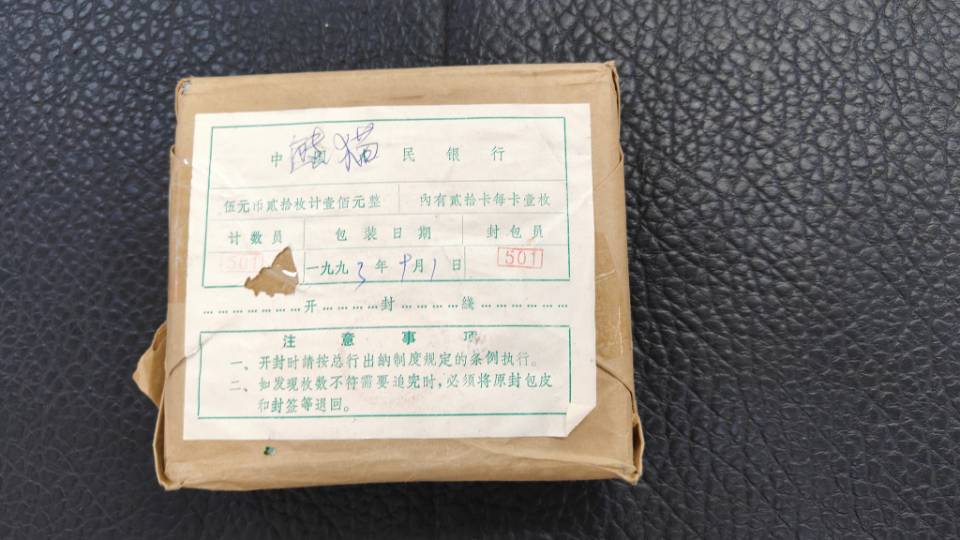 中 熊猫 民 银 行
伍元币贰拾枚计壹佰元整 内有贰拾卡每卡壹枚
计数员 包装日期 封包员
501 一九九3年十月1日 501
………………开……封………线………………
注意事项
一、开封时请按总行出納制度规定的条例执行。
二、如发现枚数不符需要追完时,必须将原封包皮
和封签等退回。